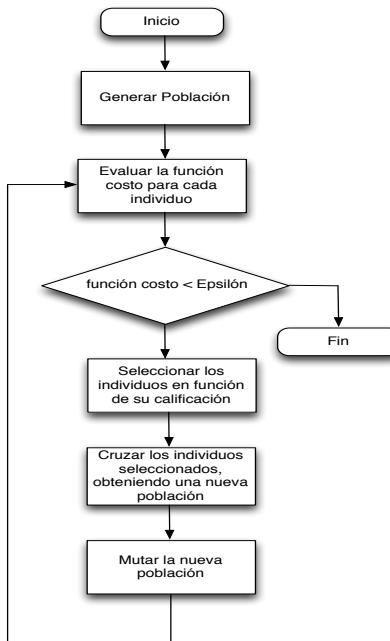 Inicio
Generar Población
Evaluar la función
costo para cada
individuo
función costo < Epsilón
Fin
Seleccionar los
individuos en función
de su calificación
Cruzar los individuos
seleccionados,
obteniendo una nueva
población
Mutar la nueva
población